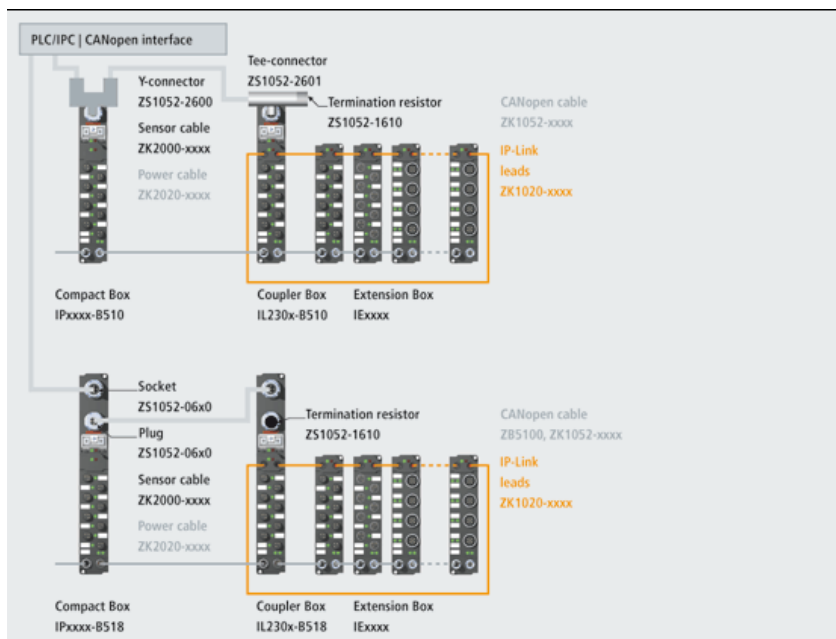 PLC/IPC | CANopen interface
Tee-connector
ZS1052-2601
Y-connector
ZS1052-2600
Termination resistor
ZS1052-1610
Sensor cable
ZK2000-xxxx
Power cable
ZK2020-xxxx
CANopen cable
ZK1052-xxxx
IP-Link
leads
ZK1020-xxxx
Compact Box
IPxxxx-B510
Coupler Box
IL230x-B510
Extension Box
IExxxx
Socket
ZS1052-06x0
Plug
ZS1052-06x0
Termination resistor
ZS1052-1610
Sensor cable
ZK2000-xxxx
Power cable
ZK2020-xxxx
CANopen cable
ZB5100, ZK1052-xxxx
IP-Link
leads
ZK1020-xxxx
Compact Box
IPxxxx-B518
Coupler Box
IL230x-B518
Extension Box
IExxxx